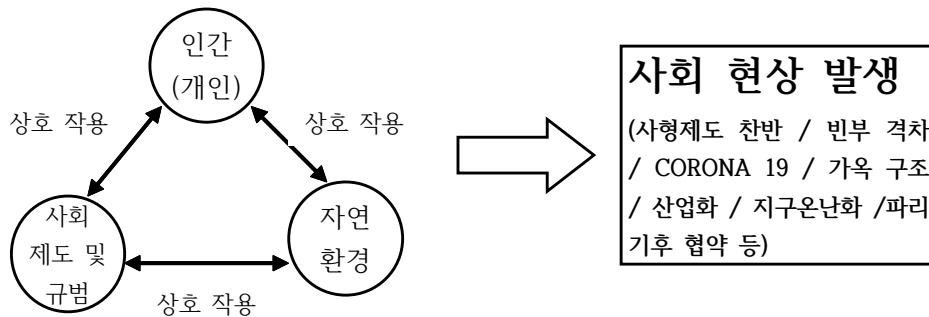 인간
(개인)
상호 작용
상호 작용
사회
제도 및
규범
자연
환경
상호 작용
사회 현상 발생
(사형제도 찬반 / 빈부 격차
/ CORONA 19 / 가옥 구조
/ 산업화 / 지구온난화 /파리
기후 협약 등)